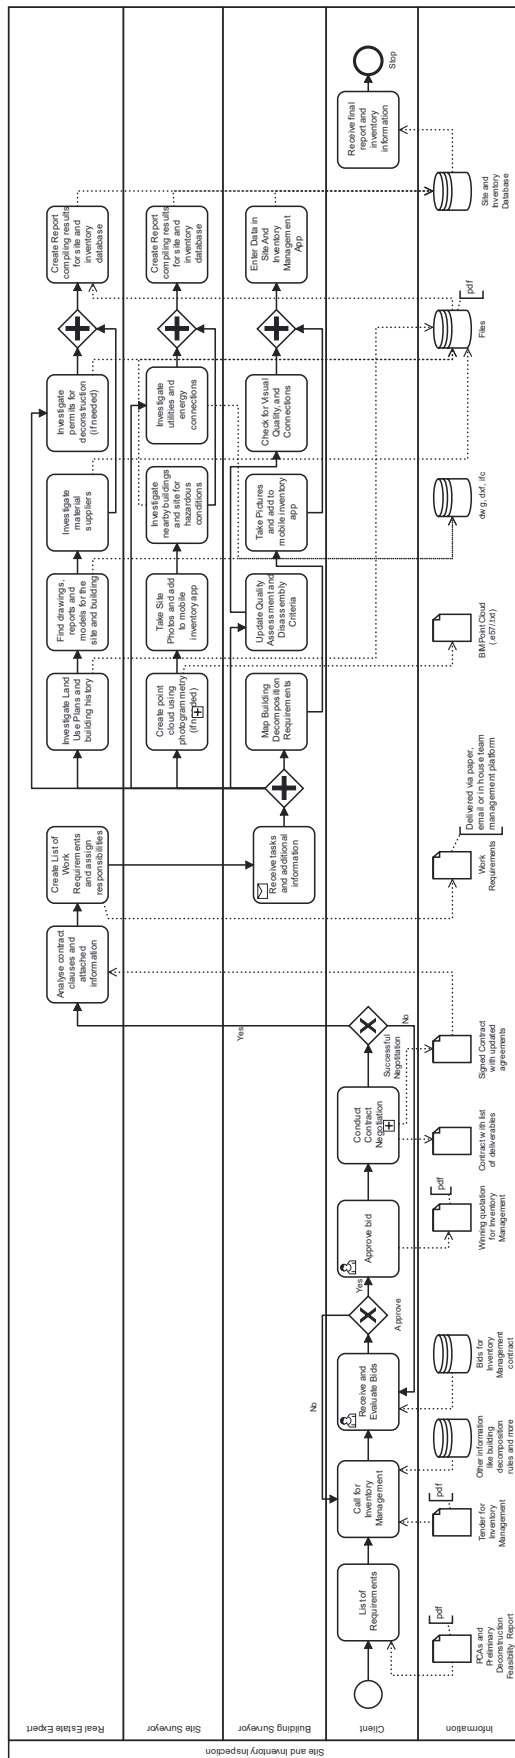 Site and Inventory Inspection
Real Estate Expert
Site Surveyor
Building Surveyor
Client
Information
List of
Requirements
Call for
Inventory
Management
Receive and
Evaluate Bids
Approve
Yes
No
Approve bid
Conduct
Contract
Negotiation
Successful
Negotitation
Yes
No
Analyse contract
clauses and
attached
information
Create List of
Work
Requirements
and assign
responsibilities
Receive tasks
and additional
information
Investigate Land
Use Plans and
building history
Find drawings,
reports and
models for the
site and building
Investigate
material
suppliers
Investigate
permits for
deconstruction
(if needed)
Create Report
compiling results
for site and
inventory
database
Create point
cloud using
photogrammetry
(if needed)
Take Site
Photos and add
to mobile
inventory app
Investigate
nearby buildings
and site for
hazardous
conditions
Investigate
utilities and
energy
connections
Create Report
compiling results
for site and
inventory
database
Map Building
Decomposition
Requirements
Update Quality
Assessment and
Disassembly
Criteria
Take Pictures
and add to
mobile inventory
app
Check for Visual
Quality, and
Connections
Enter Data in
Site And
Inventory
Management
App
Receive final
report and
inventory
information
Stop
PCAs and
Preliminary
Deconstruction
Feasibility Report
pdf
Tender for
Inventory
Management
pdf
Other information
like building
decomposition
rules and more
Bids for
Inventory
Management
contract
Winning quotation
for Inventory
Management
pdf
Contract with list
of deliverables
Signed Contract
with updated
agreements
Work
Requirements
Delivered via paper,
email or in house team
management platform
BIM Point Cloud
(.e57/.txt)
dwg, dxf, ifc
Files
pdf
Site and
Inventory
Database